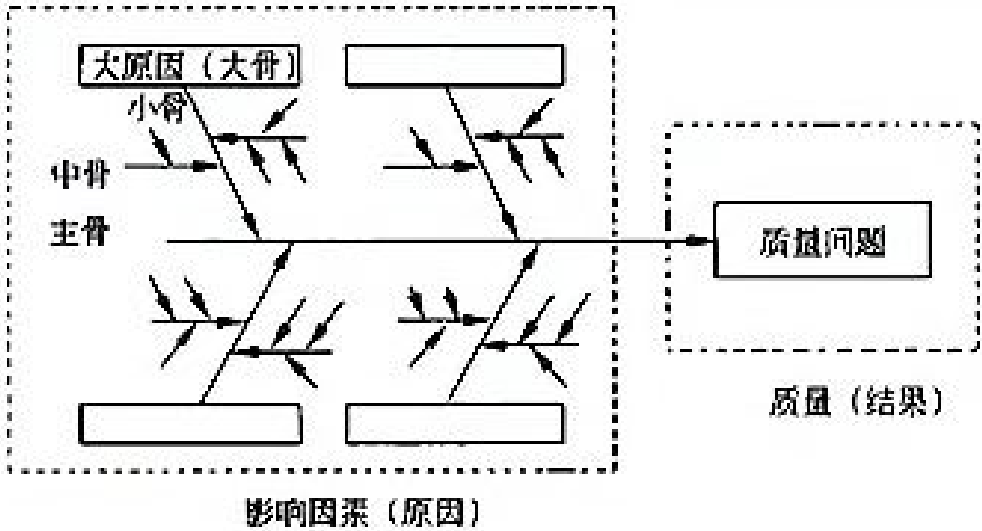 大原因（大骨）
小骨
中骨
主骨
质量问题
质量（结果）
影响因素（原因）